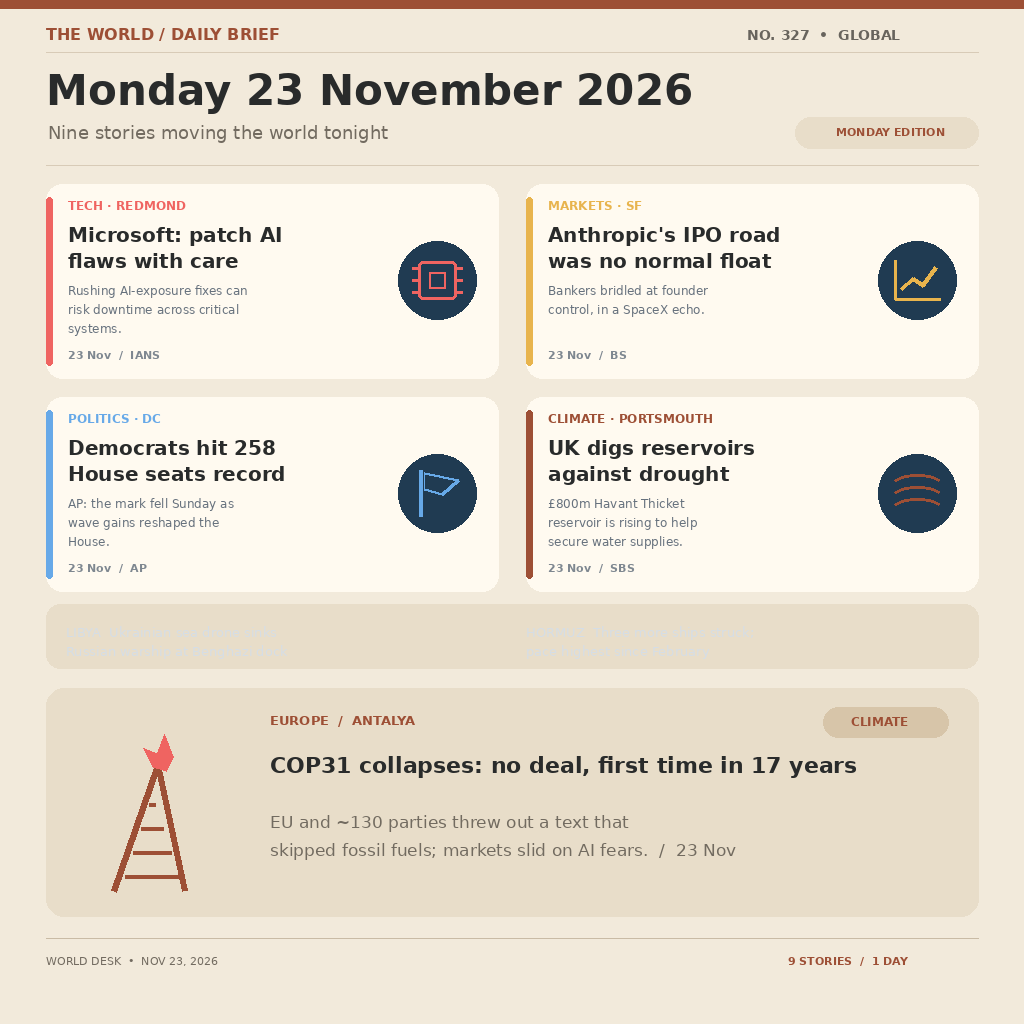 THE WORLD / DAILY BRIEF
NO. 327 • GLOBAL
Monday 23 November 2026
Nine stories moving the world tonight
MONDAY EDITION
TECH · REDMOND
Microsoft: patch AI
flaws with care
Rushing AI-exposure fixes can
risk downtime across critical
systems.
23 Nov / IANS
MARKETS · SF
Anthropic's IPO road
was no normal float
Bankers bridled at founder
control, in a SpaceX echo.
23 Nov / BS
POLITICS · DC
Democrats hit 258
House seats record
AP: the mark fell Sunday as
wave gains reshaped the
House.
23 Nov / AP
CLIMATE · PORTSMOUTH
UK digs reservoirs
against drought
£800m Havant Thicket
reservoir is rising to help
secure water supplies.
23 Nov / SBS
EUROPE / ANTALYA
CLIMATE
COP31 collapses: no deal, first time in 17 years
EU and ~130 parties threw out a text that
skipped fossil fuels; markets slid on AI fears. / 23 Nov
WORLD DESK • NOV 23, 2026
9 STORIES / 1 DAY